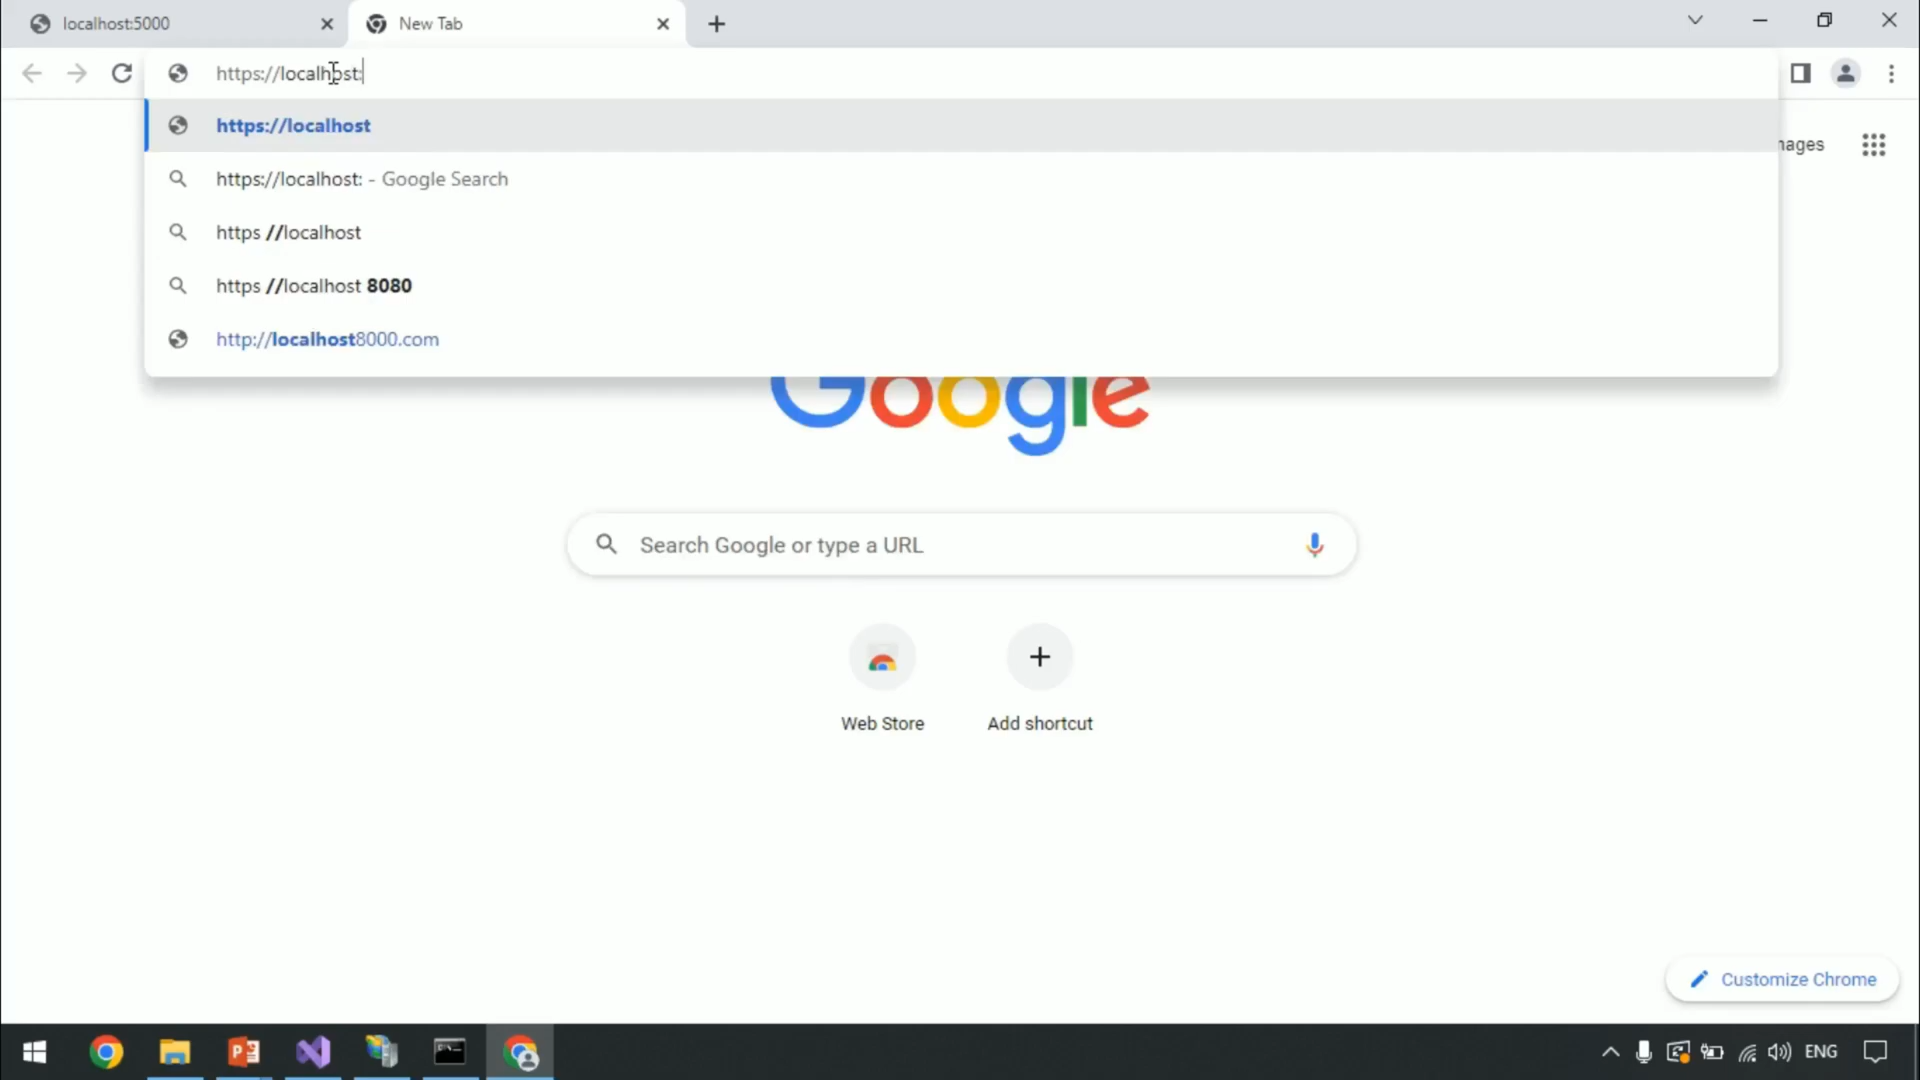 localhost:5000
New Tab
https://localhost:
https://localhost
https://localhost: - Google Search
https //localhost
https //localhost 8080
http://localhost8000.com
Google
Search Google or type a URL
Web Store
Add shortcut
Customize Chrome
ENG